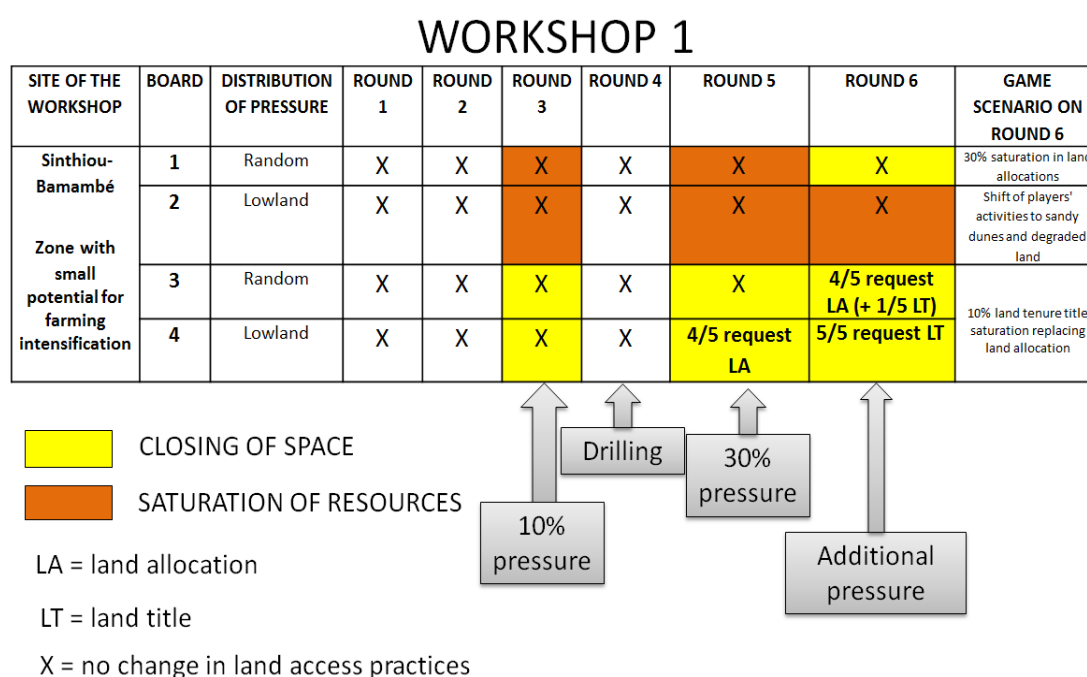 WORKSHOP 1
SITE OF THE WORKSHOP
BOARD
DISTRIBUTION OF PRESSURE
ROUND 1
ROUND 2
ROUND 3
ROUND 4
ROUND 5
ROUND 6
GAME SCENARIO ON ROUND 6
Sinthiou-Bamambé
Zone with small potential for farming intensification
1 Random X X X X X X 30% saturation in land allocations
2 Lowland X X X X X X Shift of players' activities to sandy dunes and degraded land
3 Random X X X X X 4/5 request LA (+ 1/5 LT)
10% land tenure title saturation replacing land allocation
4 Lowland X X X X 4/5 request LA 5/5 request LT
CLOSING OF SPACE
SATURATION OF RESOURCES
LA = land allocation
LT = land title
X = no change in land access practices
10% pressure
Drilling
30% pressure
Additional pressure